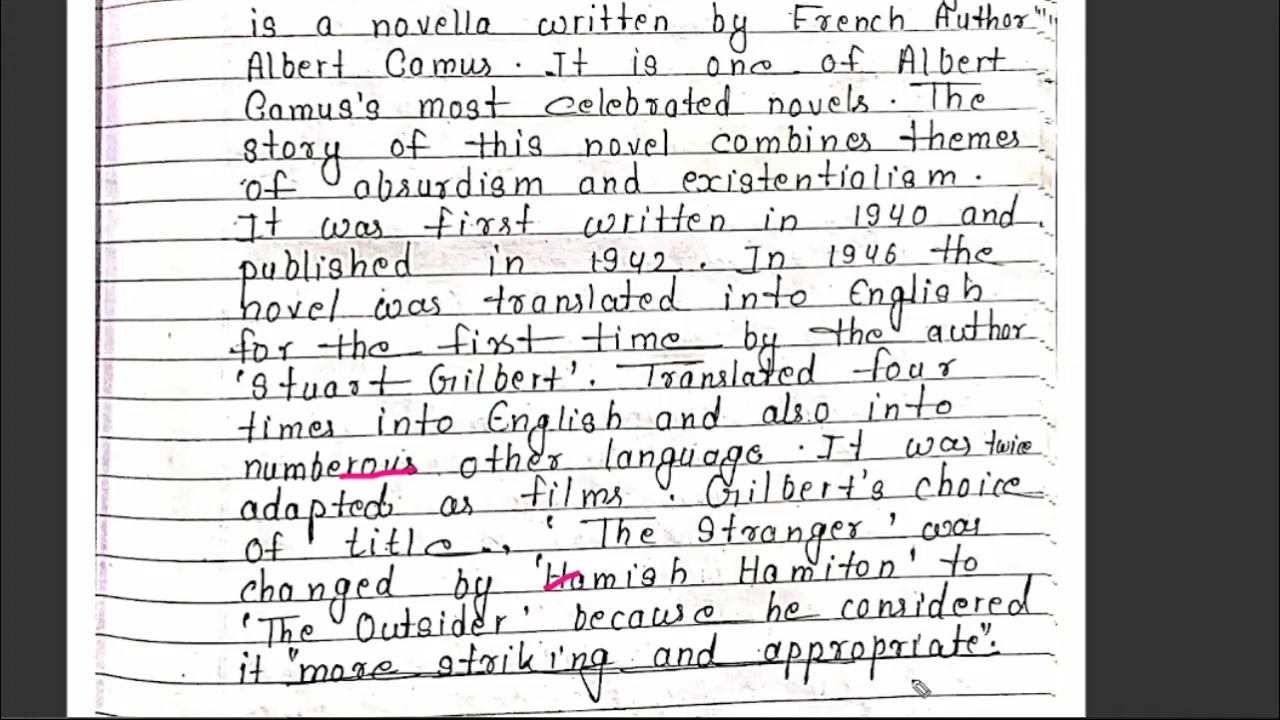 is a novella written by French Author
Albert Camus. It is one of Albert
Camus's most celebrated novels. The
story of this novel combines themes
of absurdism and existentialism.
It was first written in 1940 and
published in 1942. In 1946 the
novel was translated into English
for the first time by the author
'Stuart Gilbert'. Translated four
times into English and also into
numberous other language. It was twice
adapted as films. Gilbert's choice
of title., 'The Stranger' was
changed by 'Hamish Hamiton' to
'The Outsider' because he considered
it "more striking and appropriate".